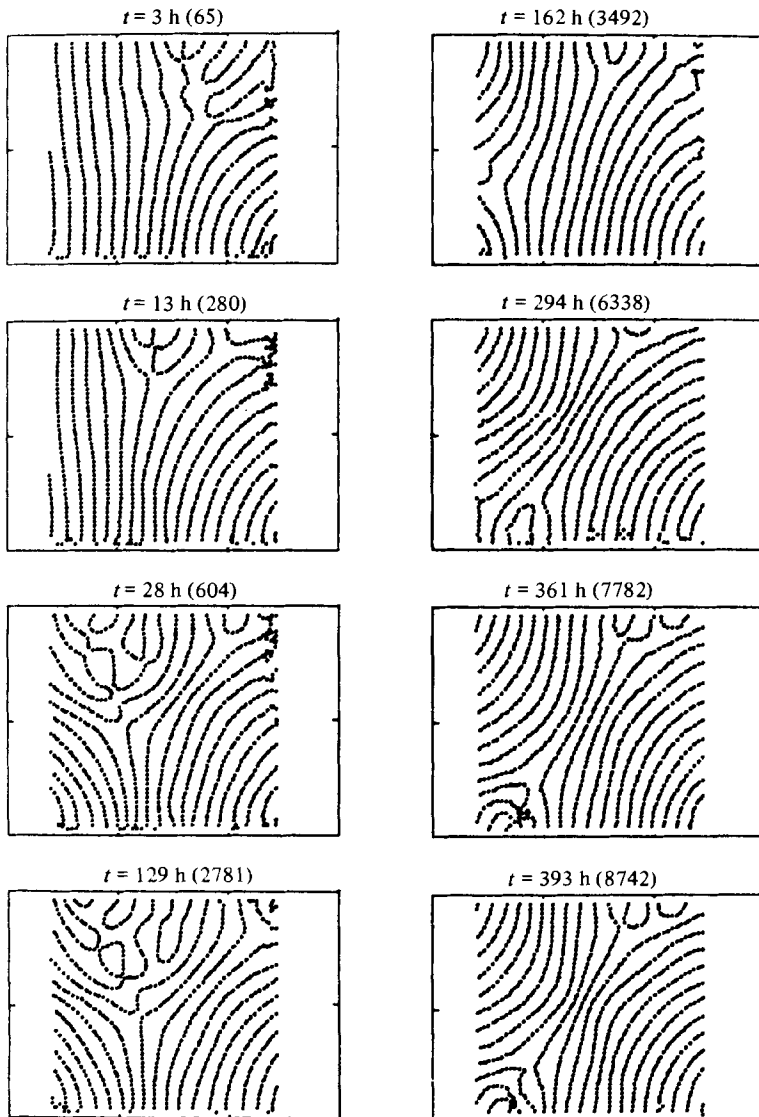 t = 3 h (65)
t = 162 h (3492)
t = 13 h (280)
t = 294 h (6338)
t = 28 h (604)
t = 361 h (7782)
t = 129 h (2781)
t = 393 h (8742)